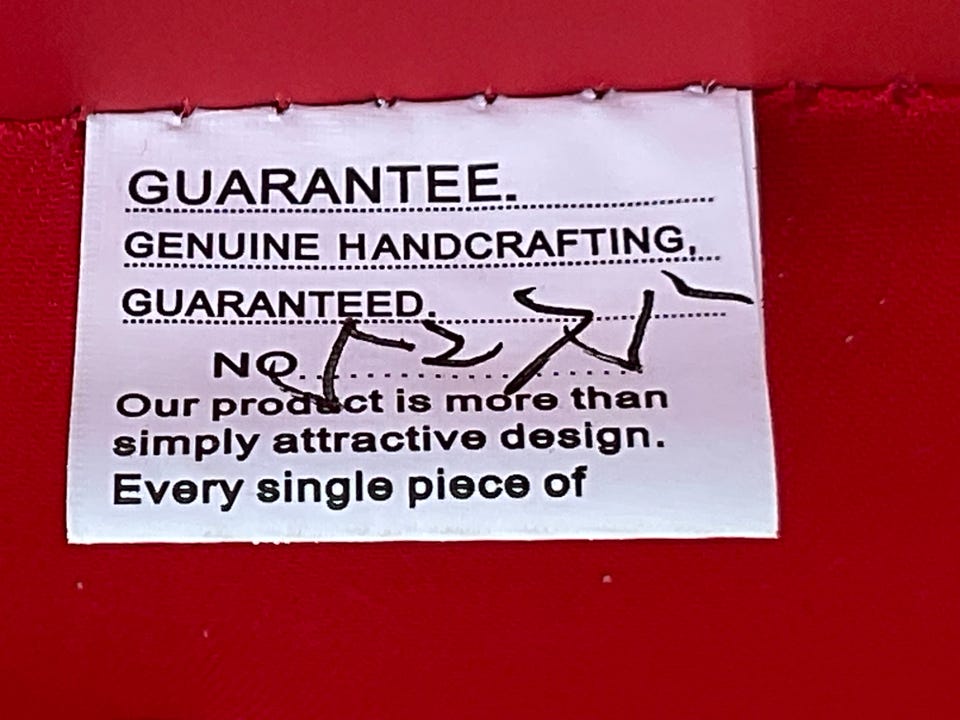 GUARANTEE.
GENUINE HANDCRAFTING,
GUARANTEED.
NO
Our product is more than
simply attractive design.
Every single piece of